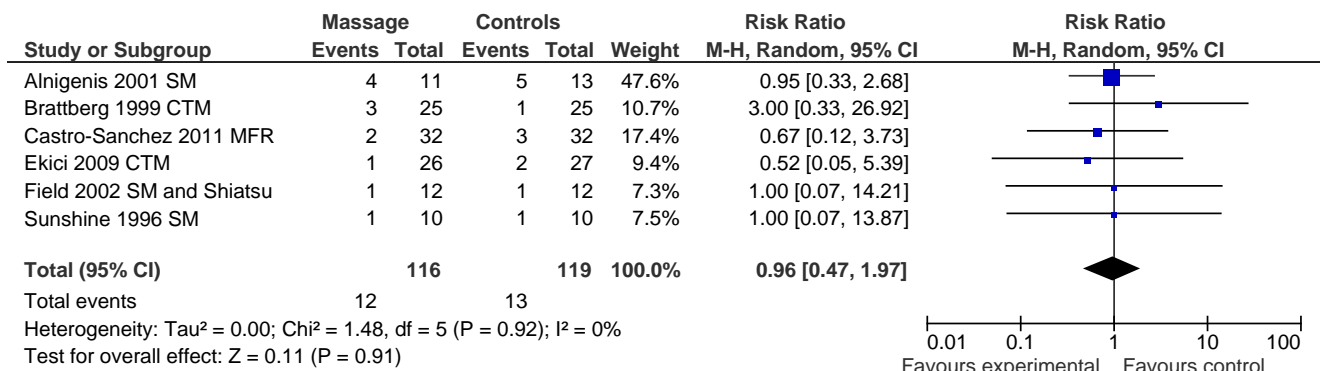 Massage Controls Risk Ratio Risk Ratio
Study or Subgroup Events Total Events Total Weight M-H, Random, 95% CI M-H, Random, 95% CI
Alnigenis 2001 SM 4 11 5 13 47.6% 0.95 [0.33, 2.68]
Brattberg 1999 CTM 3 25 1 25 10.7% 3.00 [0.33, 26.92]
Castro-Sanchez 2011 MFR 2 32 3 32 17.4% 0.67 [0.12, 3.73]
Ekici 2009 CTM 1 26 2 27 9.4% 0.52 [0.05, 5.39]
Field 2002 SM and Shiatsu 1 12 1 12 7.3% 1.00 [0.07, 14.21]
Sunshine 1996 SM 1 10 1 10 7.5% 1.00 [0.07, 13.87]
Total (95% CI) 116 119 100.0% 0.96 [0.47, 1.97]
Total events 12 13
Heterogeneity: Tau² = 0.00; Chi² = 1.48, df = 5 (P = 0.92); I² = 0%
Test for overall effect: Z = 0.11 (P = 0.91)
0.01 0.1 1 10 100
Favours experimental Favours control